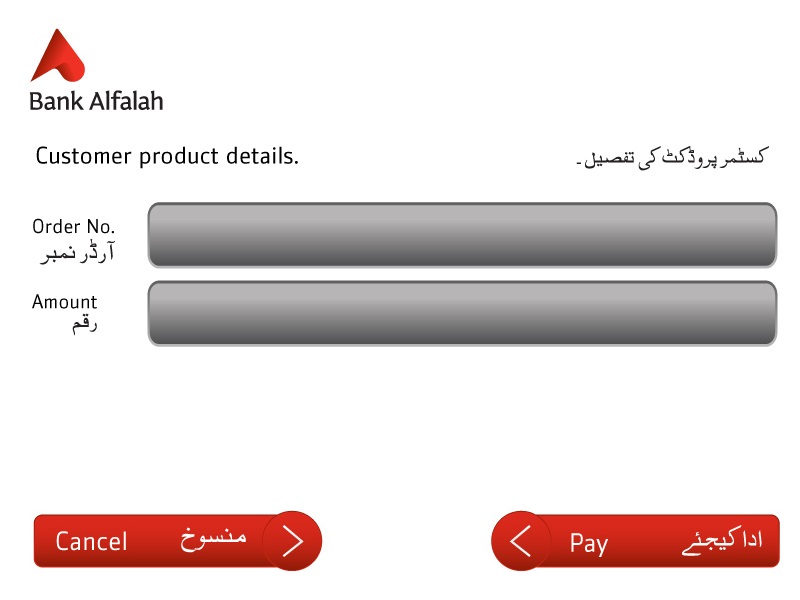 Bank Alfalah
Customer product details.
کسٹمر پروڈکٹ کی تفصیل۔
Order No.
آرڈر نمبر
Amount
رقم
Cancel منسوخ
Pay ادا کیجئے